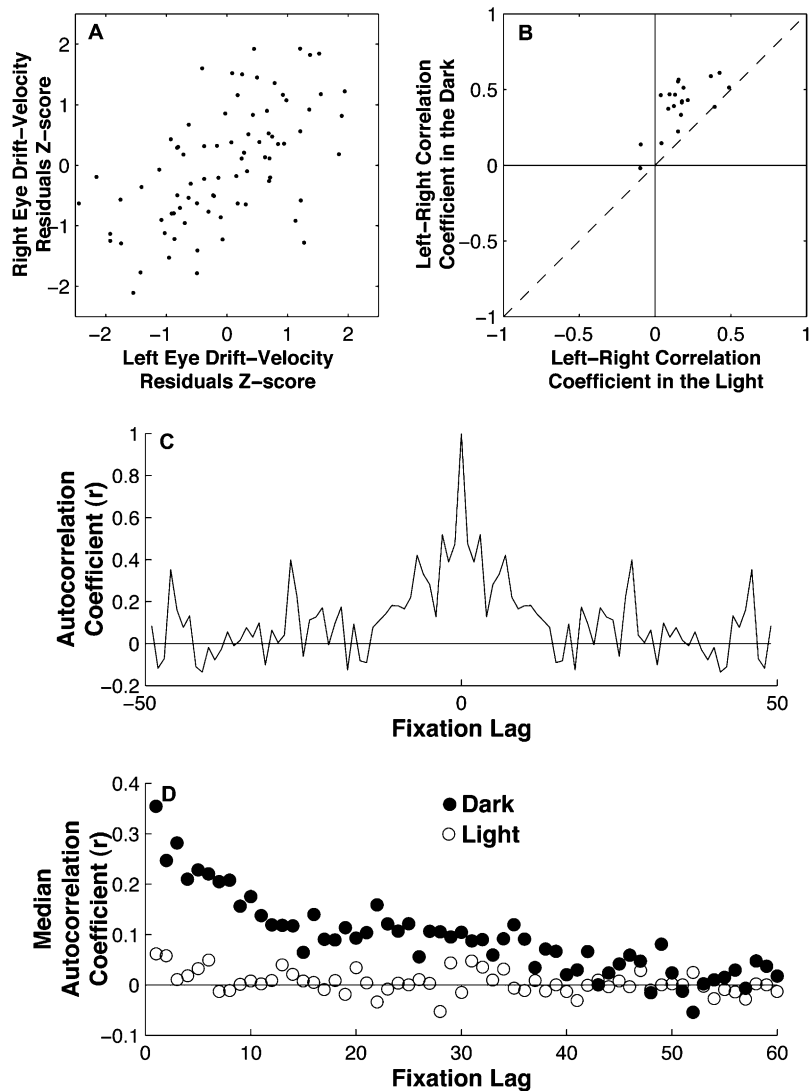 A
2
1
0
−1
−2
Right Eye Drift−Velocity
Residuals Z−score
−2 −1 0 1 2
Left Eye Drift−Velocity
Residuals Z−score
B
1
0.5
0
−0.5
−1
Left−Right Correlation
Coefficient in the Dark
−1 −0.5 0 0.5 1
Left−Right Correlation
Coefficient in the Light
C
1
0.8
0.6
0.4
0.2
0
−0.2
Autocorrelation
Coefficient (r)
−50 0 50
Fixation Lag
D
Dark
Light
0.4
0.3
0.2
0.1
0
−0.1
Median
Autocorrelation
Coefficient (r)
0 10 20 30 40 50 60
Fixation Lag